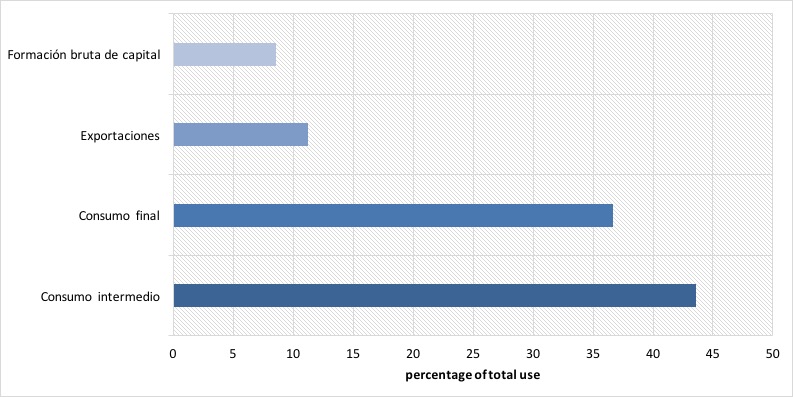 Formación bruta de capital
Exportaciones
Consumo final
Consumo intermedio
0 5 10 15 20 25 30 35 40 45 50
percentage of total use